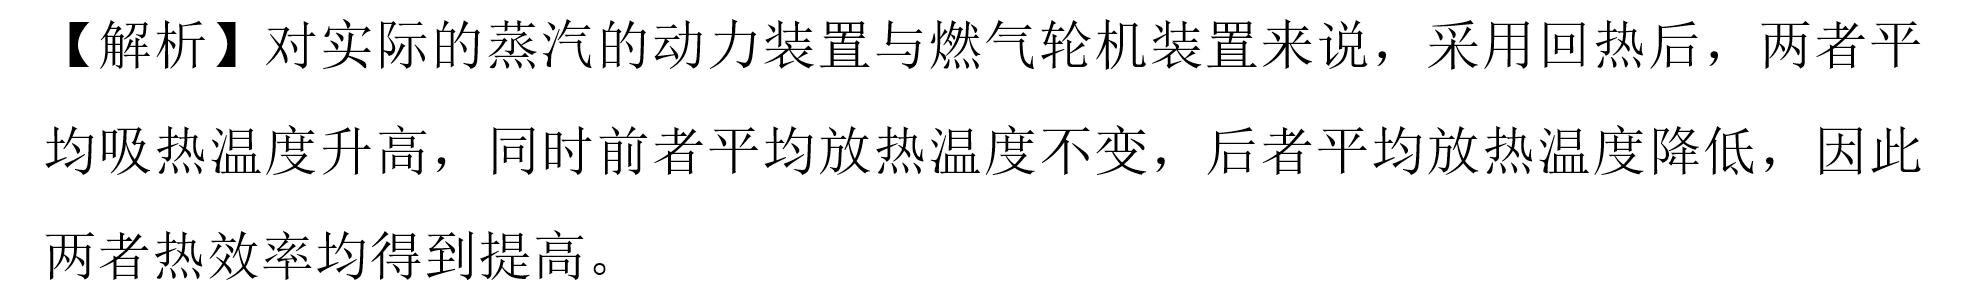 【解析】对实际的蒸汽的动力装置与燃气轮机装置来说，采用回热后，两者平
均吸热温度升高，同时前者平均放热温度不变，后者平均放热温度降低，因此
两者热效率均得到提高。